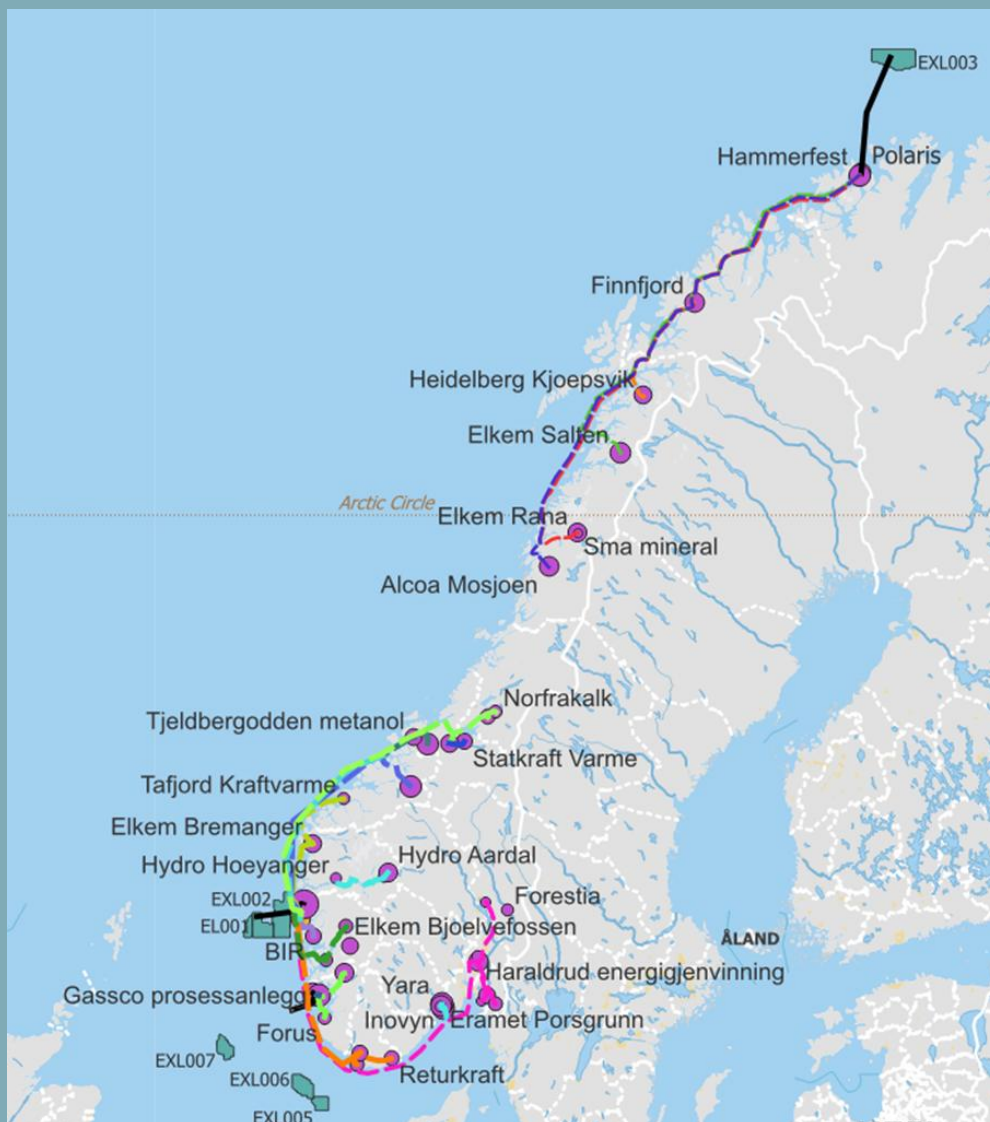 EXL003
Hammerfest
Polaris
Finnfjord
Heidelberg Kjoepsvik
Elkem Salten
Arctic Circle
Elkem Rana
Sma mineral
Alcoa Mosjoen
Norfrakalk
Tjeldbergodden metanol
Statkraft Varme
Tafjord Kraftvarme
Elkem Bremanger
Hydro Hoeyanger
Hydro Aardal
EXL002
Forestia
EL001
Elkem Bjoelvefossen
ÅLAND
BIR
Haraldrud energigjenvinning
Yara
Gassco prosessanlegg
Inovyn
Eramet Porsgrunn
Forus
EXL007
Returkraft
EXL006
EXL005